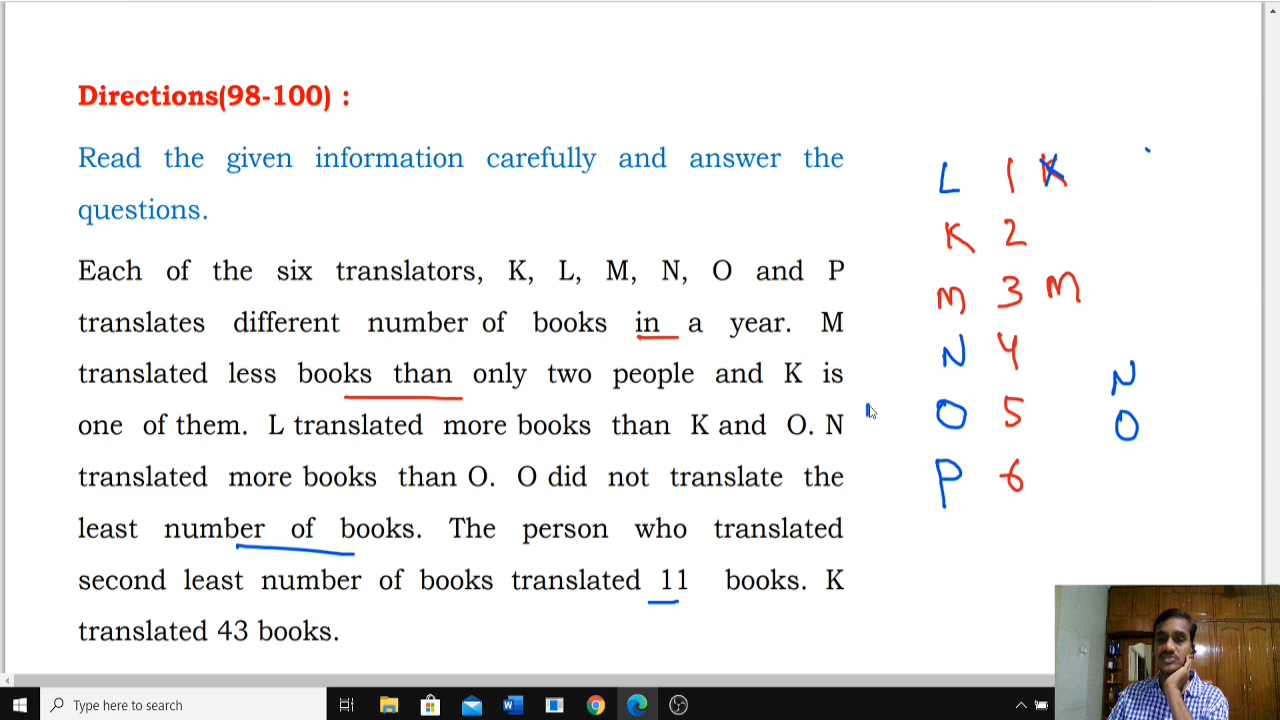 Directions(98-100) :
Read the given information carefully and answer the
questions.
Each of the six translators, K, L, M, N, O and P
translates different number of books in a year. M
translated less books than only two people and K is
one of them. L translated more books than K and O. N
translated more books than O. O did not translate the
least number of books. The person who translated
second least number of books translated 11 books. K
translated 43 books.
L 1 K
K 2
M 3 M
N 4
N
O 5
O
P 6
Type here to search